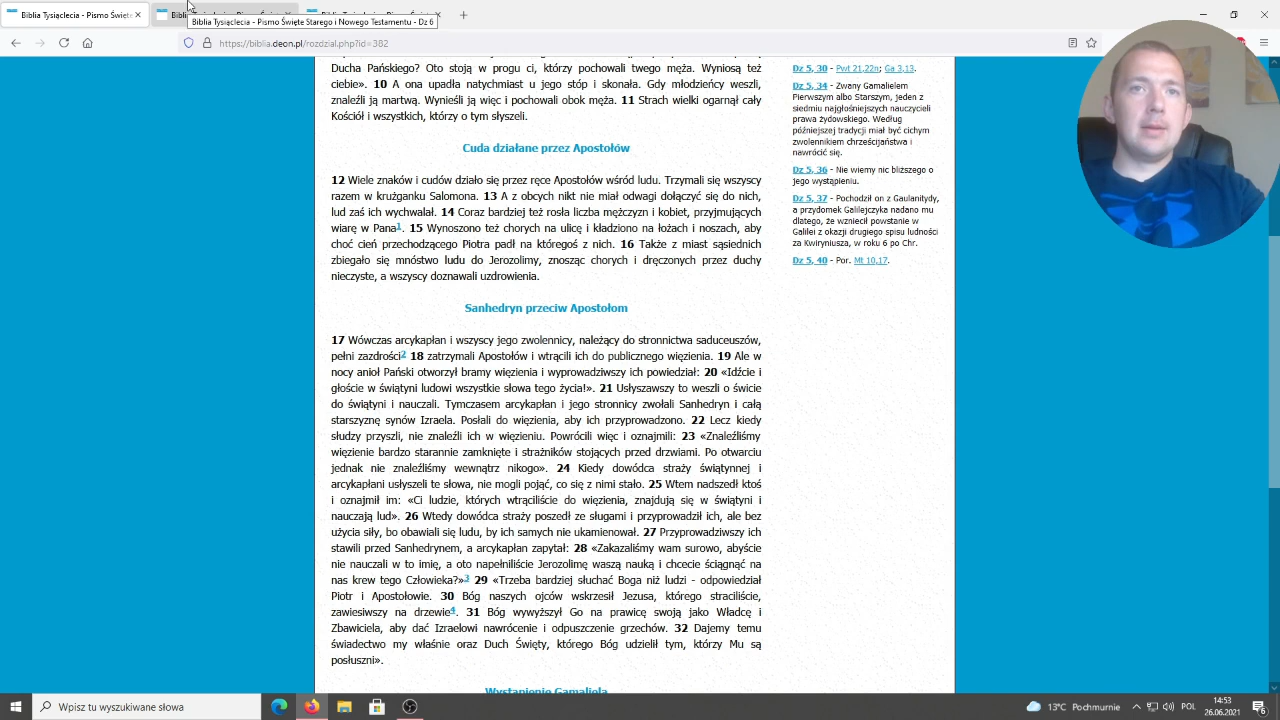 Biblia Tysiąclecia - Pismo Święte
Biblia Tysiąclecia - Pismo Święte Starego i Nowego Testamentu - Dz 6
https://biblia.deon.pl/rozdzial.php?id=382
Ducha Pańskiego? Oto stoją w progu ci, którzy pochowali twego męża. Wyniosą też
ciebie». 10 A ona upadła natychmiast u jego stóp i skonała. Gdy młodzieńcy weszli,
znaleźli ją martwą. Wynieśli ją więc i pochowali obok męża. 11 Strach wielki ogarnął cały
Kościół i wszystkich, którzy o tym słyszeli.
Cuda działane przez Apostołów
12 Wiele znaków i cudów działo się przez ręce Apostołów wśród ludu. Trzymali się wszyscy
razem w krużganku Salomona. 13 A z obcych nikt nie miał odwagi dołączyć się do nich,
lud zaś ich wychwalał. 14 Coraz bardziej też rosła liczba mężczyzn i kobiet, przyjmujących
wiarę w Pana1. 15 Wynoszono też chorych na ulicę i kładziono na łożach i noszach, aby
choć cień przechodzącego Piotra padł na któregoś z nich. 16 Także z miast sąsiednich
zbiegało się mnóstwo ludu do Jerozolimy, znosząc chorych i dręczonych przez duchy
nieczyste, a wszyscy doznawali uzdrowienia.
Sanhedryn przeciw Apostołom
17 Wówczas arcykapłan i wszyscy jego zwolennicy, należący do stronnictwa saduceuszów,
pełni zazdrości2 18 zatrzymali Apostołów i wtrącili ich do publicznego więzienia. 19 Ale w
nocy anioł Pański otworzył bramy więzienia i wyprowadziwszy ich powiedział: 20 «Idźcie i
głoście w świątyni ludowi wszystkie słowa tego życia!». 21 Usłyszawszy to weszli o świcie
do świątyni i nauczali. Tymczasem arcykapłan i jego stronnicy zwołali Sanhedryn i całą
starszyznę synów Izraela. Posłali do więzienia, aby ich przyprowadzono. 22 Lecz kiedy
słudzy przyszli, nie znaleźli ich w więzieniu. Powrócili więc i oznajmili: 23 «Znaleźliśmy
więzienie bardzo starannie zamknięte i strażników stojących przed drzwiami. Po otwarciu
jednak nie znaleźliśmy wewnątrz nikogo». 24 Kiedy dowódca straży świątynnej i
arcykapłani usłyszeli te słowa, nie mogli pojąć, co się z nimi stało. 25 Wtem nadszedł ktoś
i oznajmił im: «Ci ludzie, których wtrąciliście do więzienia, znajdują się w świątyni i
nauczają lud». 26 Wtedy dowódca straży poszedł ze sługami i przyprowadził ich, ale bez
użycia siły, bo obawiali się ludu, by ich samych nie ukamienował. 27 Przyprowadziwszy ich
stawili przed Sanhedrynem, a arcykapłan zapytał: 28 «Zakazaliśmy wam surowo, abyście
nie nauczali w to imię, a oto napełniliście Jerozolimę waszą nauką i chcecie ściągnąć na
nas krew tego Człowieka?»3 29 «Trzeba bardziej słuchać Boga niż ludzi - odpowiedział
Piotr i Apostołowie. 30 Bóg naszych ojców wskrzesił Jezusa, którego straciliście,
zawiesiwszy na drzewie4. 31 Bóg wywyższył Go na prawicę swoją jako Władcę i
Zbawiciela, aby dać Izraelowi nawrócenie i odpuszczenie grzechów. 32 Dajemy temu
świadectwo my właśnie oraz Duch Święty, którego Bóg udzielił tym, którzy Mu są
posłuszni».
Wystąpienie Gamaliela
Dz 5, 30 - Pwt 21,22n; Ga 3,13.
Dz 5, 34 - Zwany Gamalielem
Pierwszym albo Starszym, jeden z
siedmiu najgłośniejszych nauczycieli
prawa żydowskiego. Według
późniejszej tradycji miał być cichym
zwolennikiem chrześcijaństwa i
nawrócić się.
Dz 5, 36 - Nie wiemy nic bliższego o
jego wystąpieniu.
Dz 5, 37 - Pochodził on z Gaulanitydy,
a przydomek Galilejczyka nadano mu
dlatego, że wzniecił powstanie w
Galilei z okazji drugiego spisu ludności
za Kwiryniusza, w roku 6 po Chr.
Dz 5, 40 - Por. Mt 10,17.
Wpisz tu wyszukiwane słowa
13°C Pochmurnie
POL
14:53
26.06.2021
6